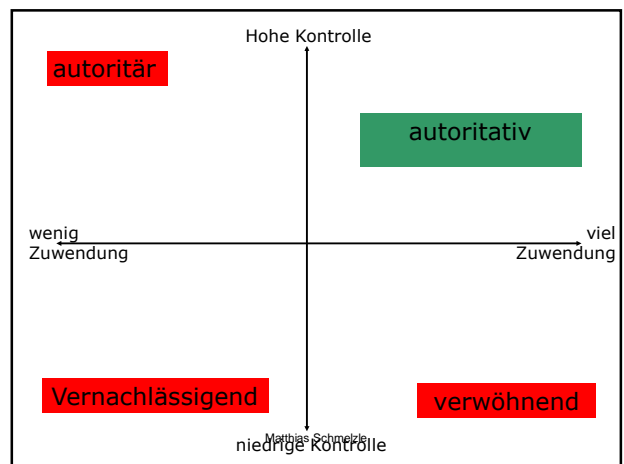 Hohe Kontrolle
autoritär
autoritativ
wenig
Zuwendung
viel
Zuwendung
Vernachlässigend
verwöhnend
Matthias Schmelzle
niedrige Kontrolle